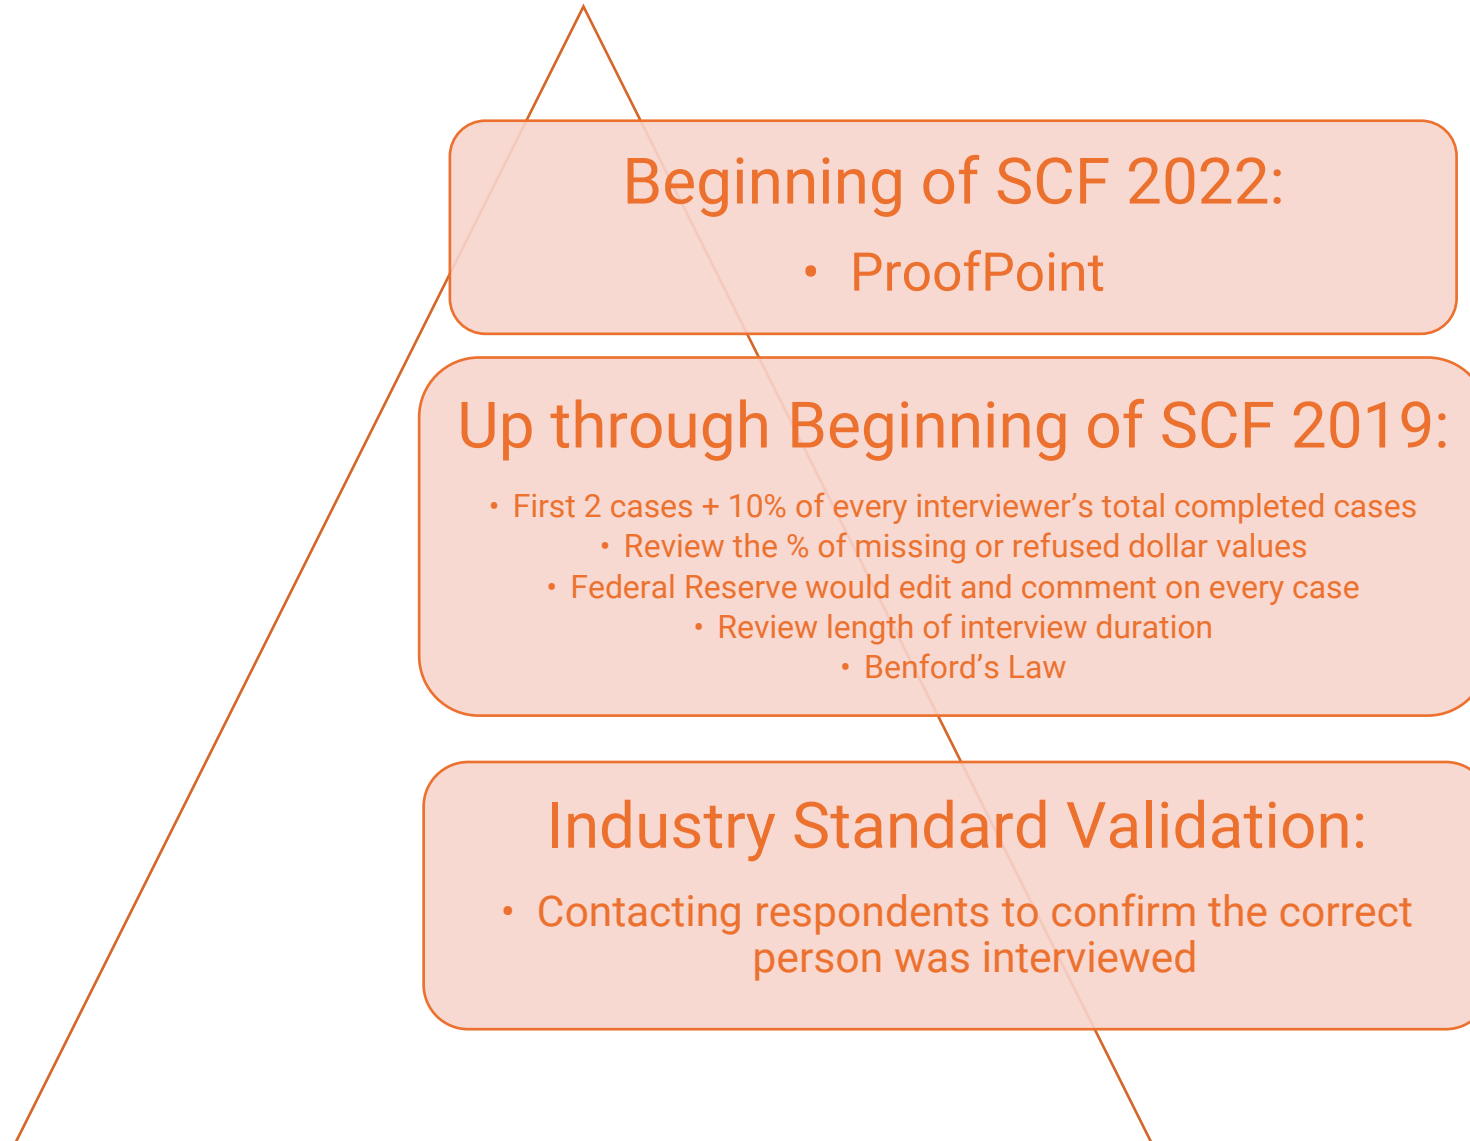 Beginning of SCF 2022:
• ProofPoint
Up through Beginning of SCF 2019:
• First 2 cases + 10% of every interviewer’s total completed cases
• Review the % of missing or refused dollar values
• Federal Reserve would edit and comment on every case
• Review length of interview duration
• Benford’s Law
Industry Standard Validation:
• Contacting respondents to confirm the correct
person was interviewed